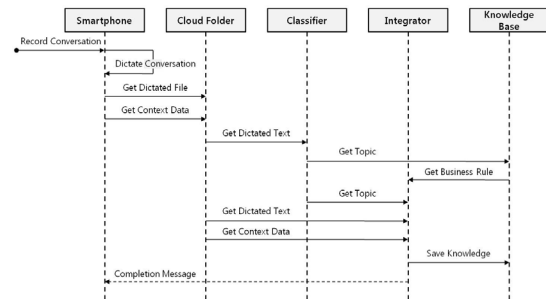 Smartphone
Cloud Folder
Classifier
Integrator
Knowledge
Base
Record Conversation
Dictate Conversation
Get Dictated File
Get Context Data
Get Dictated Text
Get Topic
Get Business Rule
Get Topic
Get Dictated Text
Get Context Data
Save Knowledge
Completion Message